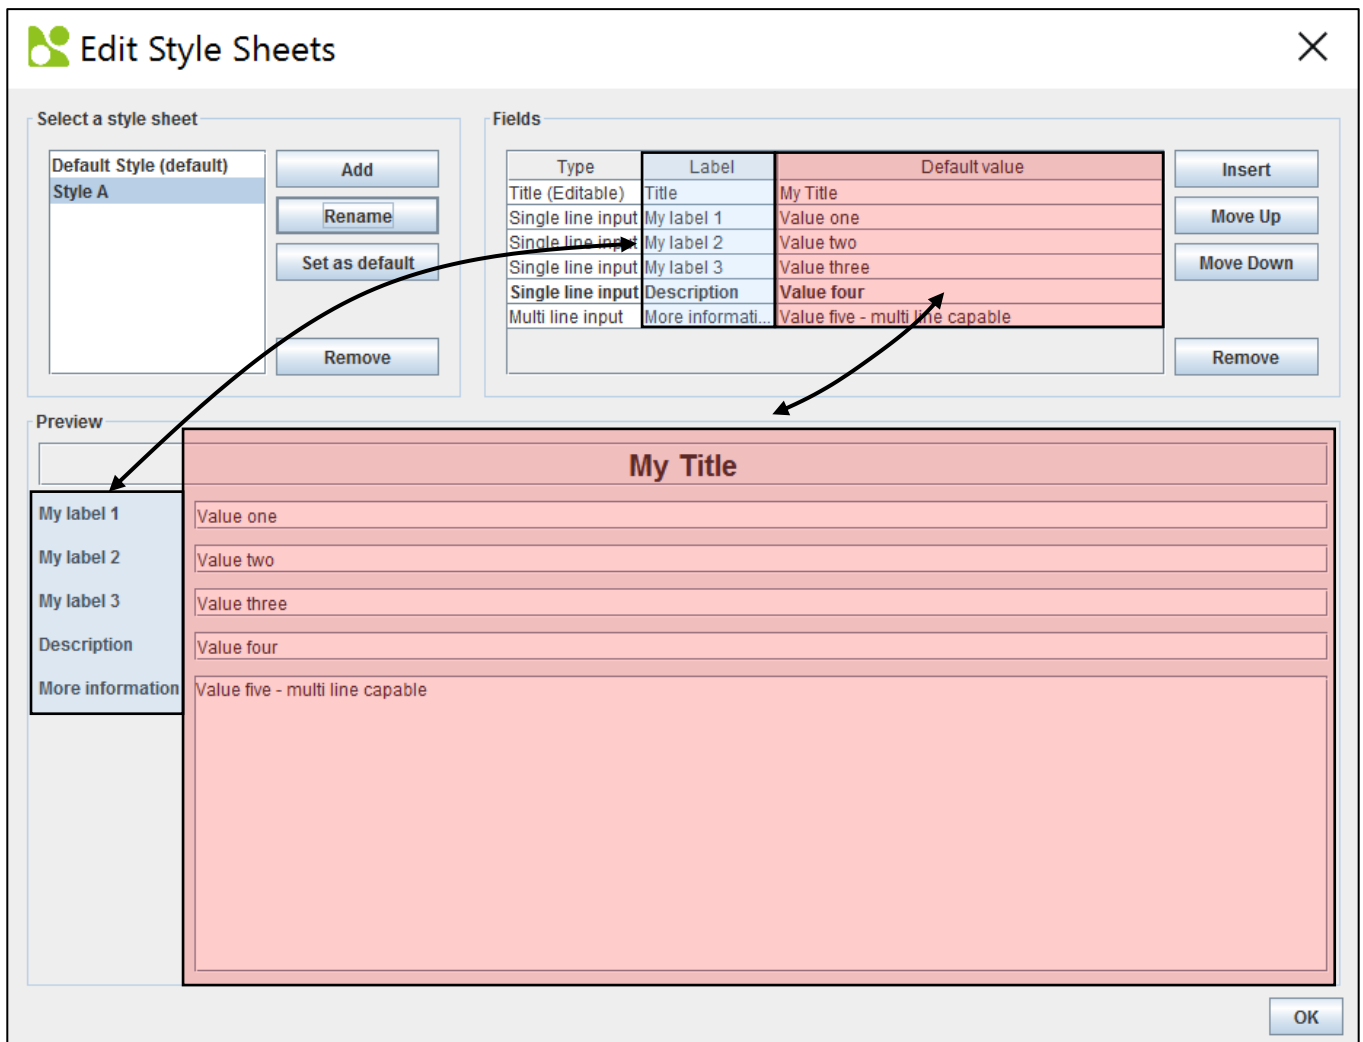 Edit Style Sheets
Select a style sheet
Default Style (default)
Style A
Add
Rename
Set as default
Remove
Fields
Type Label Default value
Title (Editable) Title My Title
Single line input My label 1 Value one
Single line input My label 2 Value two
Single line input My label 3 Value three
Single line input Description Value four
Multi line input More informati... Value five - multi line capable
Insert
Move Up
Move Down
Remove
Preview
My Title
My label 1 Value one
My label 2 Value two
My label 3 Value three
Description Value four
More information Value five - multi line capable
OK